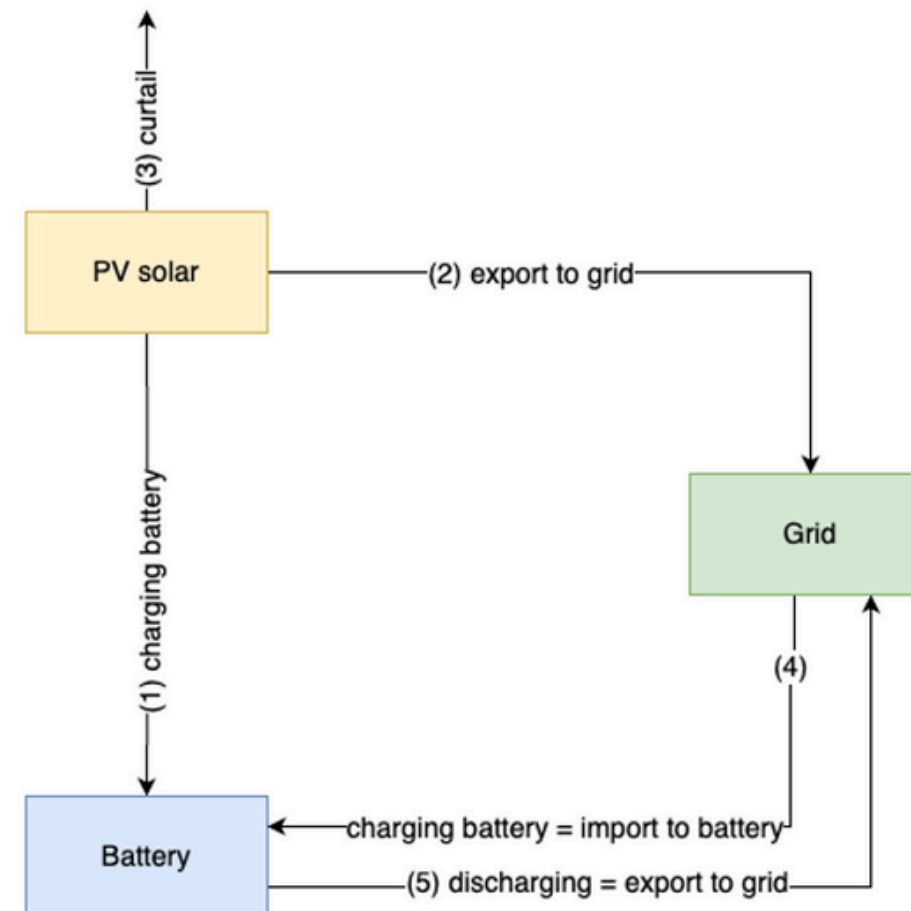 (3) curtail
PV solar
(2) export to grid
Grid
(1) charging battery
(4)
charging battery = import to battery
Battery
(5) discharging = export to grid